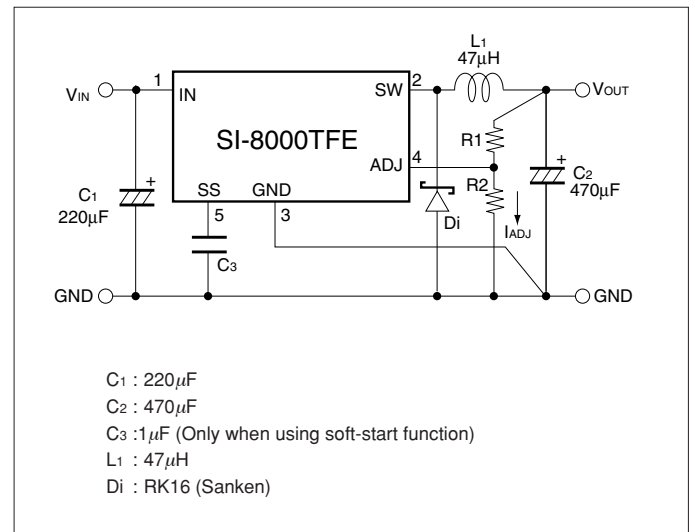 L1
47μH
1
2
VIN
IN
SW
VOUT
SI-8000TFE
R1
ADJ
4
C1
220μF
+
SS
GND
5
3
R2
+
C2
470μF
Di
IADJ
C3
GND
GND
C1 : 220μF
C2 : 470μF
C3 :1μF (Only when using soft-start function)
L1 : 47μH
Di : RK16 (Sanken)